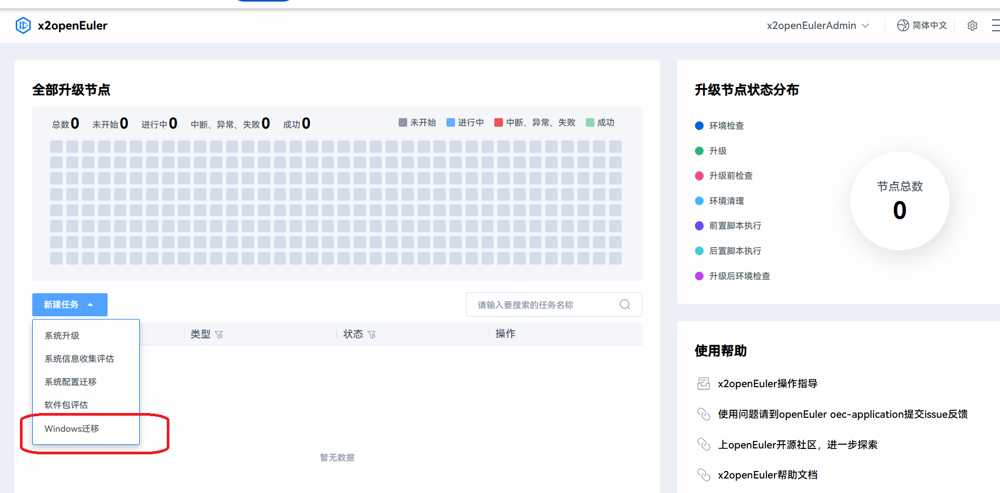 x2openEuler
x2openEulerAdmin
简体中文
全部升级节点
总数0 未开始0 进行中0 中断、异常、失败0 成功0
未开始 进行中 中断、异常、失败 成功
新建任务
请输入要搜索的任务名称
类型 状态 操作
系统升级
系统信息收集评估
系统配置迁移
软件包评估
Windows迁移
暂无数据
升级节点状态分布
环境检查
升级
升级前检查
环境清理
前置脚本执行
后置脚本执行
升级后环境检查
节点总数
0
使用帮助
x2openEuler操作指导
使用问题请到openEuler oec-application提交issue反馈
上openEuler开源社区，进一步探索
x2openEuler帮助文档